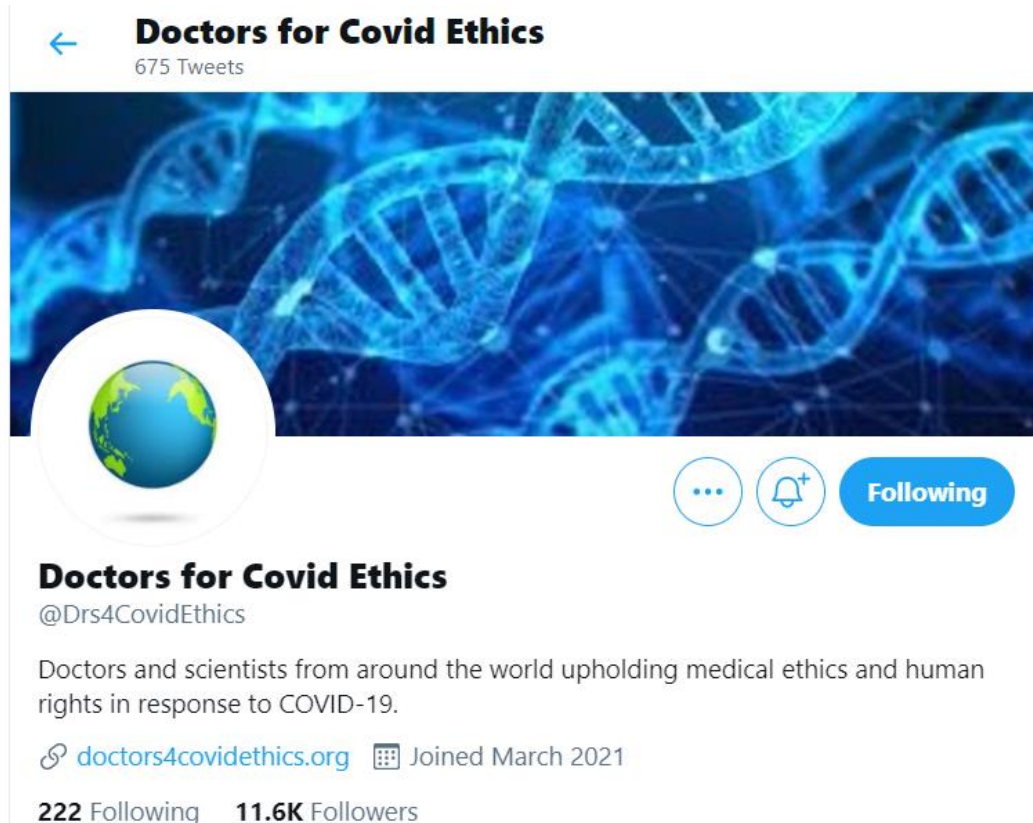 Doctors for Covid Ethics
675 Tweets
Following
Doctors for Covid Ethics
@Drs4CovidEthics
Doctors and scientists from around the world upholding medical ethics and human
rights in response to COVID-19.
doctors4covidethics.org Joined March 2021
222 Following 11.6K Followers